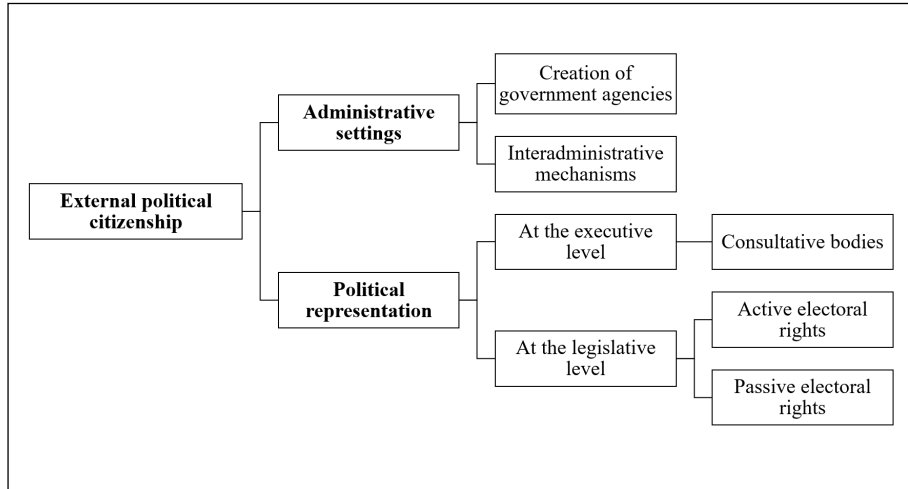 External political
citizenship
Administrative
settings
Creation of
government agencies
Interadministrative
mechanisms
Political
representation
At the executive
level
Consultative bodies
At the legislative
level
Active electoral
rights
Passive electoral
rights